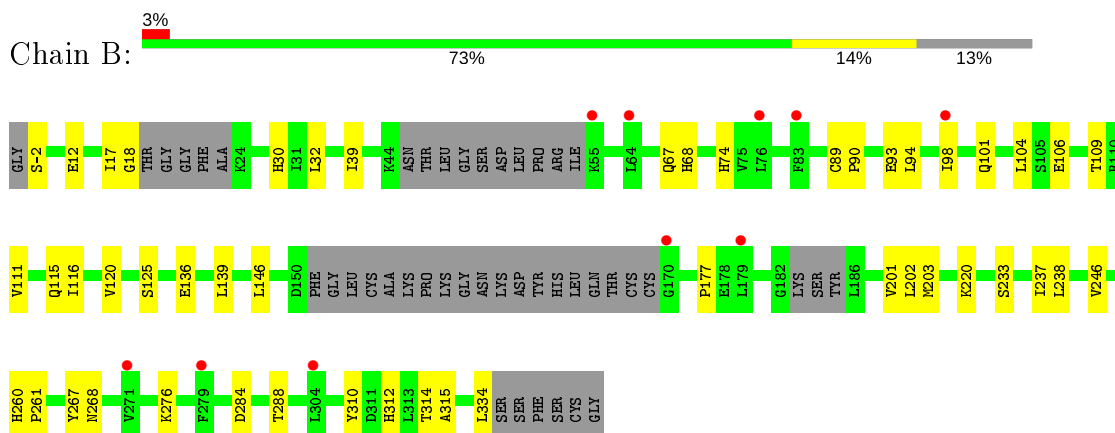 3%
Chain B:
73% 14% 13%
GLY S-2 E12 I17 G18 THR GLY GLY PHE ALA K24 H30 I31 L32 I39 K44 ASN THR LEU GLY SER ASP LEU PRO ARG ILE K55 L64 Q67 H68 H74 V75 L76 F83 C89 P90 E93 L94 I98 Q101 L104 S105 E106 T109 R110
V111 Q115 I116 V120 S125 E136 L139 L146 D150 PHE GLY LEU CYS ALA LYS PRO LYS GLY ASN LYS ASP TYR HIS LEU GLN THR CYS CYS G170 P177 E178 L179 G182 LYS SER TYR L186 V201 L202 M203 K220 S233 I237 L238 V246
H260 P261 Y267 N268 V271 K276 F279 D284 T288 L304 Y310 D311 H312 L313 T314 A315 L334 SER SER PHE SER CYS GLY